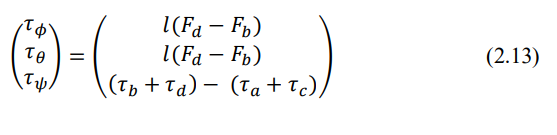 τ_ϕ l(F_d − F_b)
τ_θ = l(F_d − F_b) (2.13)
τ_ψ (τ_b + τ_d) − (τ_a + τ_c)